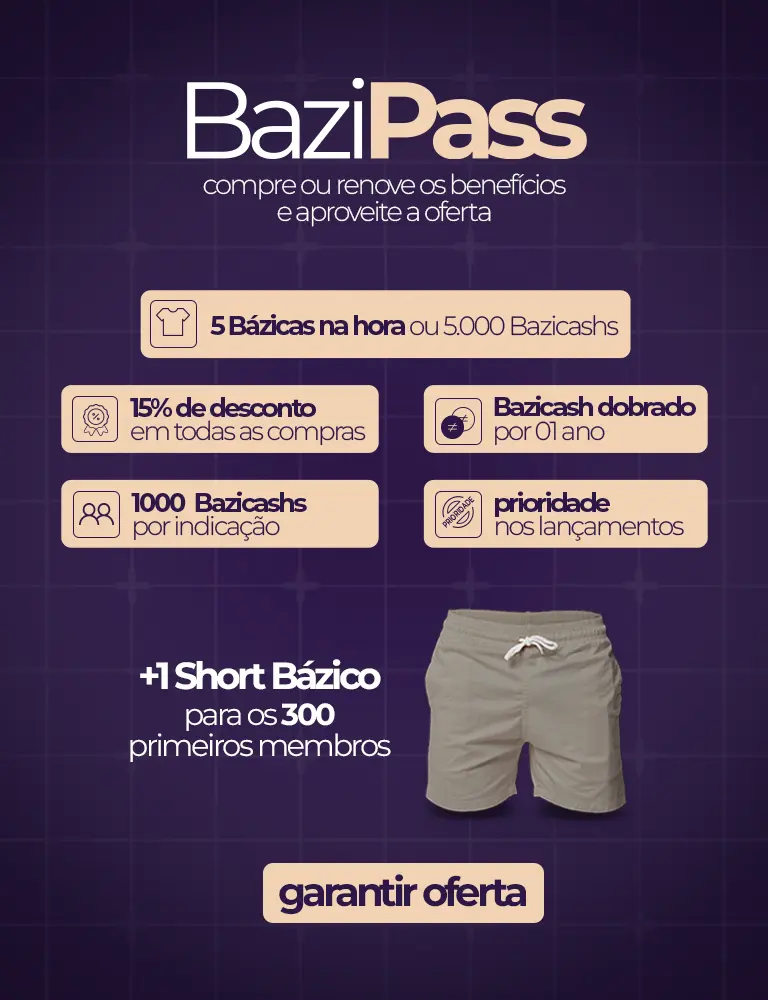 BaziPass
compre ou renove os benefícios
e aproveite a oferta
5 Bázicas na hora ou 5.000 Bazicashs
15% de desconto
em todas as compras
Bazicash dobrado
por 01 ano
1000 Bazicashs
por indicação
PRIORIDADE
prioridade
nos lançamentos
+1 Short Bázico
para os 300
primeiros membros
garantir oferta